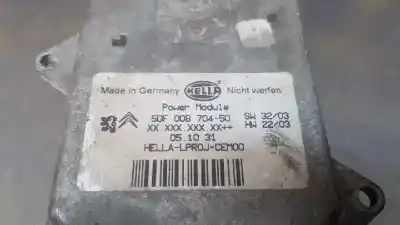 Made in Germany HELLA Nicht werfen
Power Module
5DF 008 704-50 SW 32/03
XX XXX.XXX.XX++ HW 22/03
05.10.31
HELLA-LPROJ-CEM00